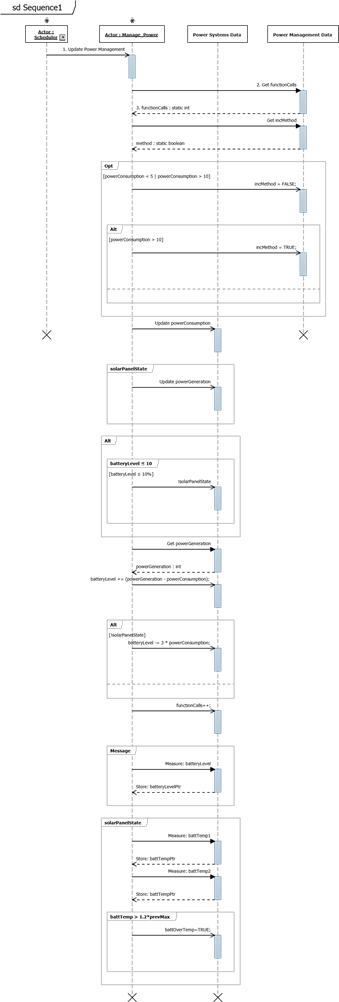 sd Sequence1
Actor :
Scheduler
Actor : Manage_Power
Power Systems Data
Power Management Data
1. Update Power Management
2. Get functionCalls
3. functionCalls : static int
Get incMethod
method : static boolean
Opt
[powerConsumption < 5 | powerConsumption > 10]
incMethod = FALSE;
Alt
[powerConsumption > 10]
incMethod = TRUE;
Update powerConsumption
solarPanelState
Update powerGeneration
Alt
batteryLevel ≤ 10
[batteryLevel ≤ 10%]
!solarPanelState
Get powerGeneration
powerGeneration : int
batteryLevel += (powerGeneration - powerConsumption);
Alt
[!solarPanelState]
batteryLevel -= 3 * powerConsumption;
functionCalls++;
Message
Measure: batteryLevel
Store: batteryLevelPtr
solarPanelState
Measure: battTemp1
Store: battTempPtr
Measure: battTemp2
Store: battTempPtr
battTemp > 1.2*prevMax
battOverTemp=TRUE;